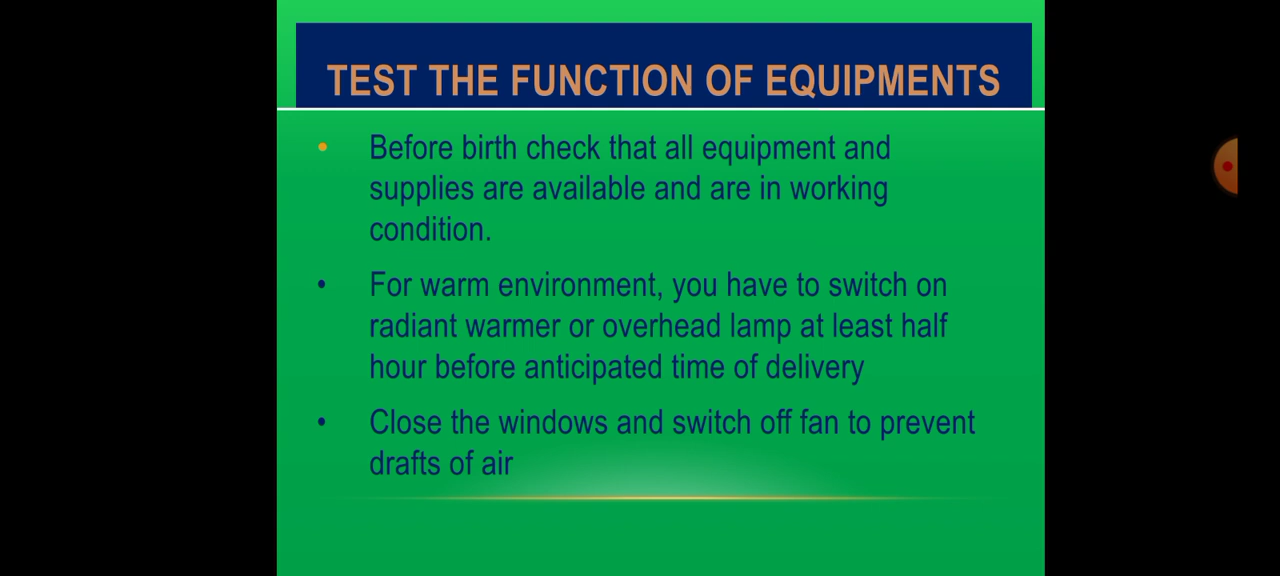 TEST THE FUNCTION OF EQUIPMENTS
• Before birth check that all equipment and
supplies are available and are in working
condition.
• For warm environment, you have to switch on
radiant warmer or overhead lamp at least half
hour before anticipated time of delivery
• Close the windows and switch off fan to prevent
drafts of air